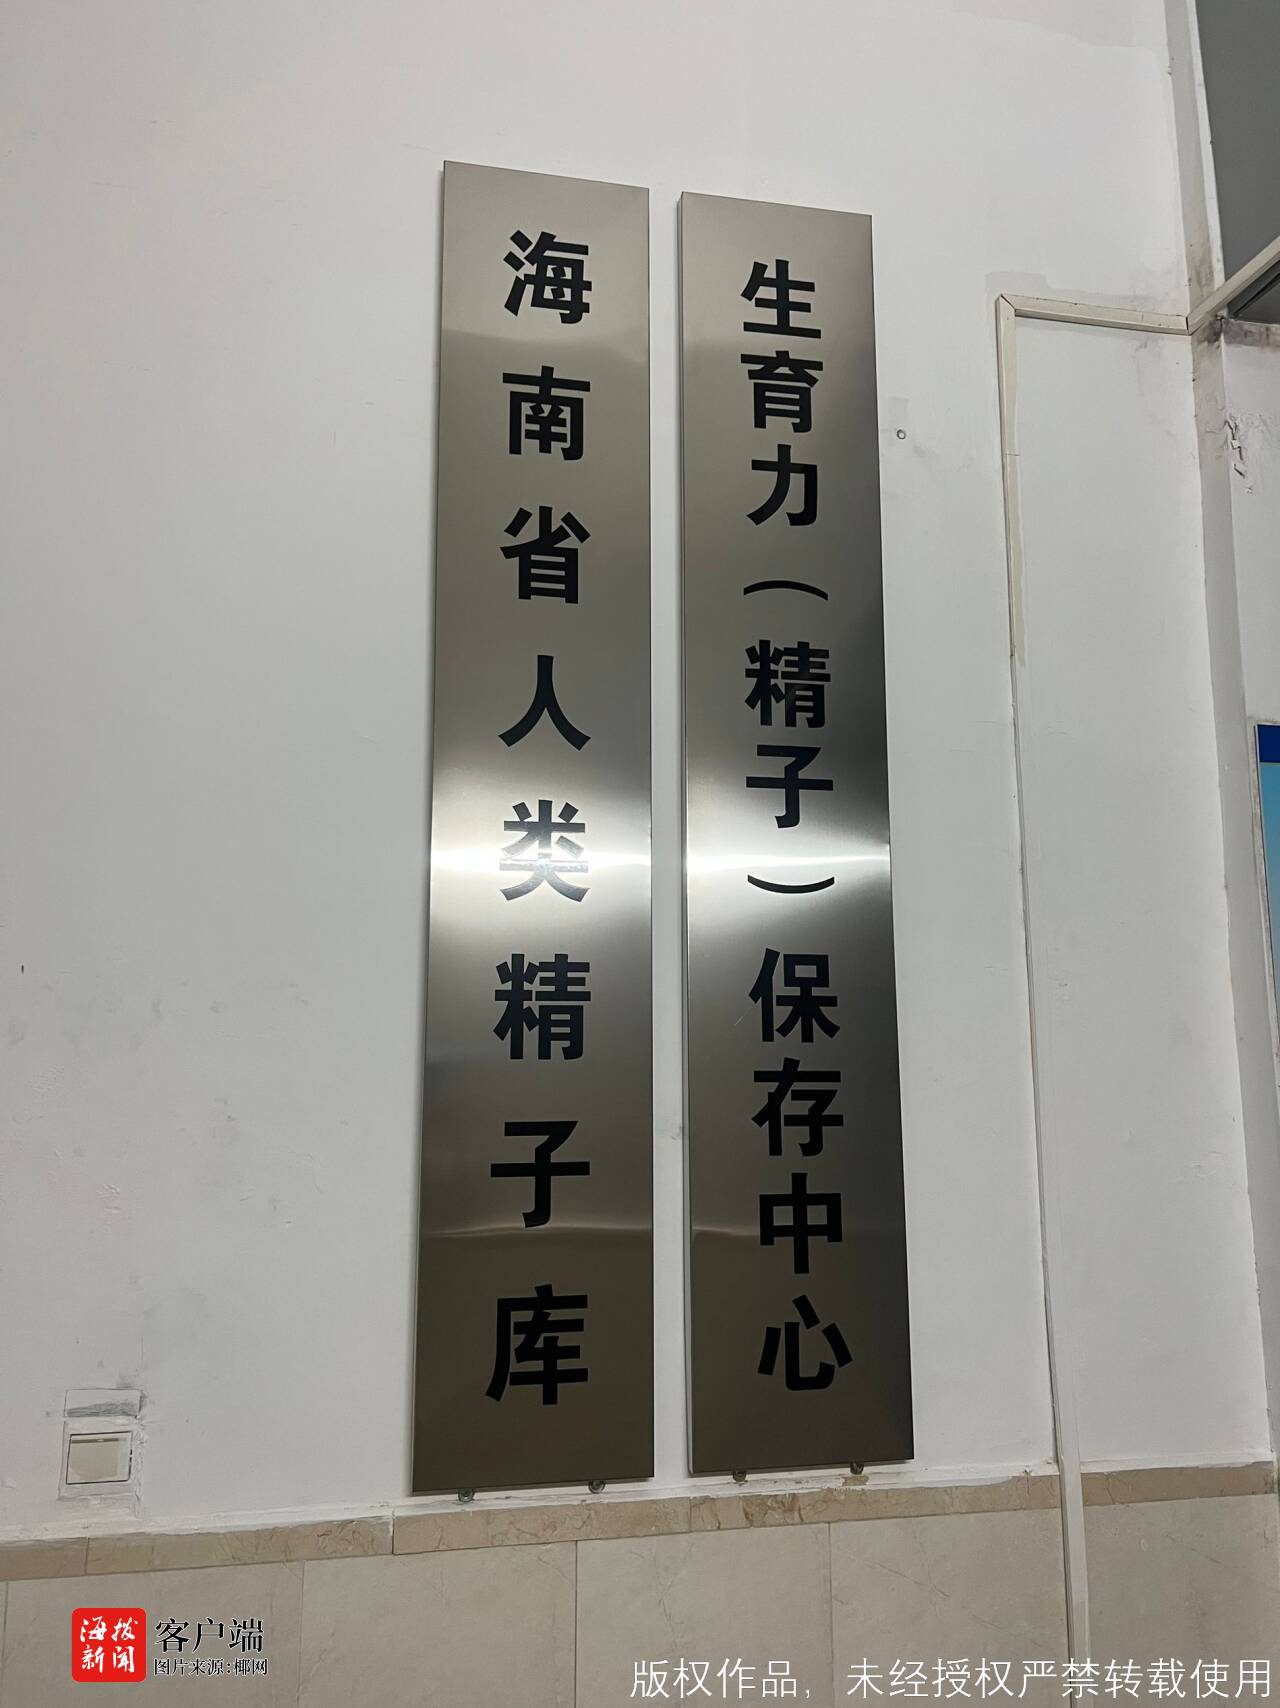 海南省人类精子库
生育力（精子）保存中心
海拔
新闻
客户端
图片来源:椰网
版权作品，未经授权严禁转载使用